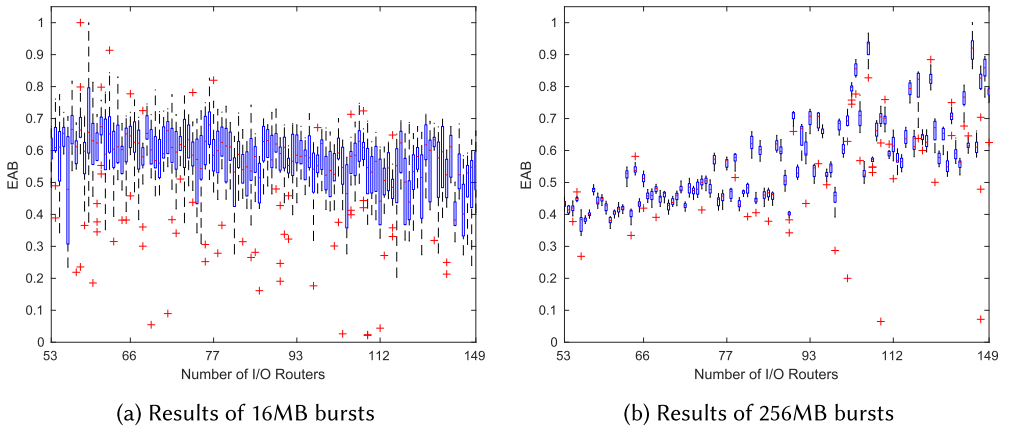 1
0.9
0.8
0.7
0.6
0.5
0.4
0.3
0.2
0.1
0
EAB
53 66 77 93 112 149
Number of I/O Routers
(a) Results of 16MB bursts
1
0.9
0.8
0.7
0.6
0.5
0.4
0.3
0.2
0.1
0
EAB
53 66 77 93 112 149
Number of I/O Routers
(b) Results of 256MB bursts